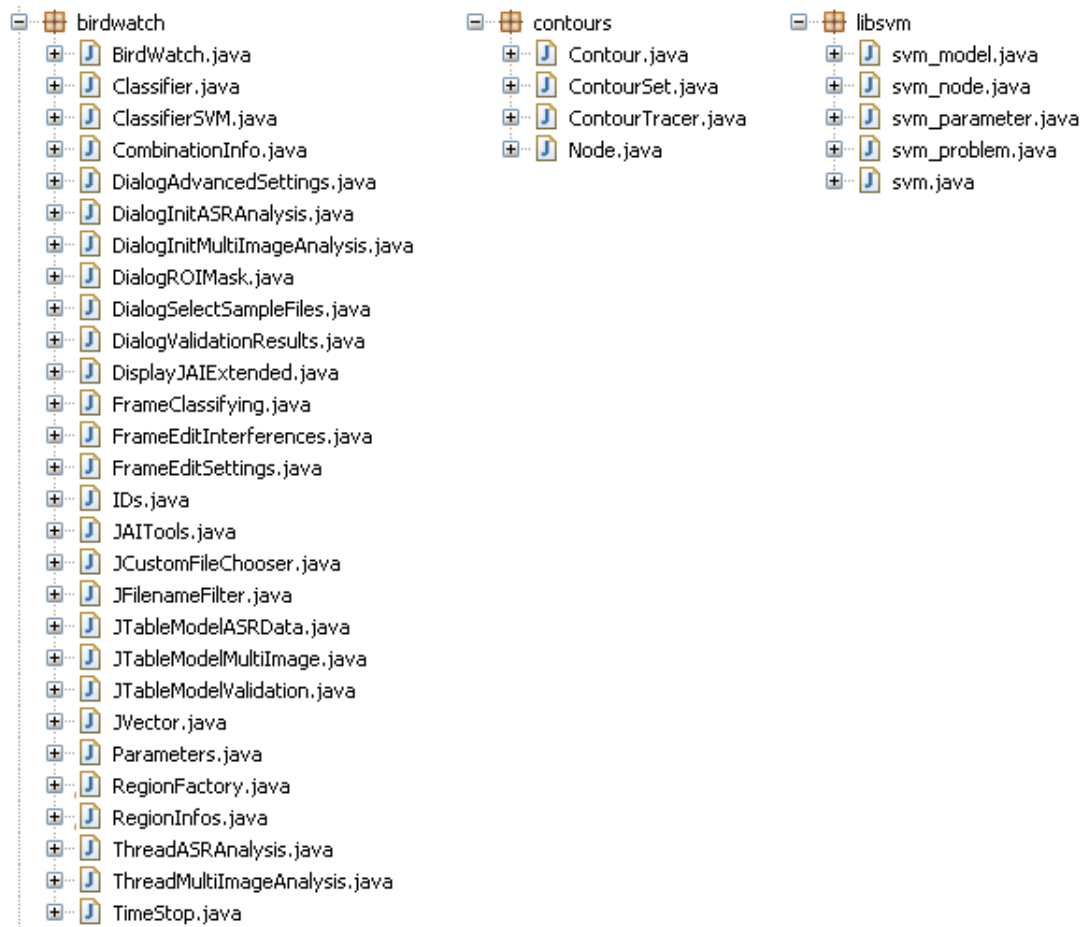 birdwatch
BirdWatch.java
Classifier.java
ClassifierSVM.java
CombinationInfo.java
DialogAdvancedSettings.java
DialogInitASRAnalysis.java
DialogInitMultiImageAnalysis.java
DialogROIMask.java
DialogSelectSampleFiles.java
DialogValidationResults.java
DisplayJAIExtended.java
FrameClassifying.java
FrameEditInterferences.java
FrameEditSettings.java
IDs.java
JAITools.java
JCustomFileChooser.java
JFilenameFilter.java
JTableModelASRData.java
JTableModelMultiImage.java
JTableModelValidation.java
JVector.java
Parameters.java
RegionFactory.java
RegionInfos.java
ThreadASRAnalysis.java
ThreadMultiImageAnalysis.java
TimeStop.java
contours
Contour.java
ContourSet.java
ContourTracer.java
Node.java
libsvm
svm_model.java
svm_node.java
svm_parameter.java
svm_problem.java
svm.java